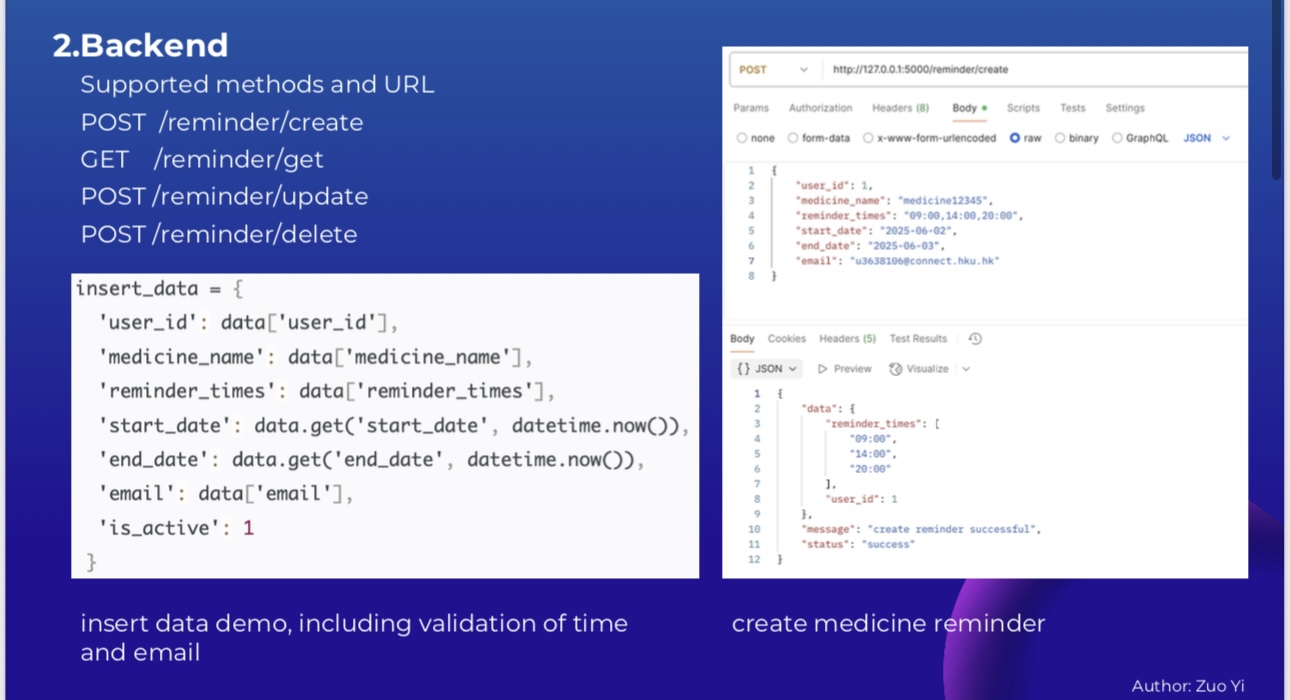 2.Backend
Supported methods and URL
POST /reminder/create
GET /reminder/get
POST /reminder/update
POST /reminder/delete
insert_data = {
'user_id': data['user_id'],
'medicine_name': data['medicine_name'],
'reminder_times': data['reminder_times'],
'start_date': data.get('start_date', datetime.now()),
'end_date': data.get('end_date', datetime.now()),
'email': data['email'],
'is_active': 1
}
insert data demo, including validation of time
and email
POST http://127.0.0.1:5000/reminder/create
Params Authorization Headers (8) Body Scripts Tests Settings
none form-data x-www-form-urlencoded raw binary GraphQL JSON
1 {
2 "user_id": 1,
3 "medicine_name": "medicine12345",
4 "reminder_times": "09:00,14:00,20:00",
5 "start_date": "2025-06-02",
6 "end_date": "2025-06-03",
7 "email": "u3638106@connect.hku.hk"
8 }
Body Cookies Headers (5) Test Results
{} JSON Preview Visualize
1 {
2 "data": {
3 "reminder_times": [
4 "09:00",
5 "14:00",
6 "20:00"
7 ],
8 "user_id": 1
9 },
10 "message": "create reminder successful",
11 "status": "success"
12 }
create medicine reminder
Author: Zuo Yi